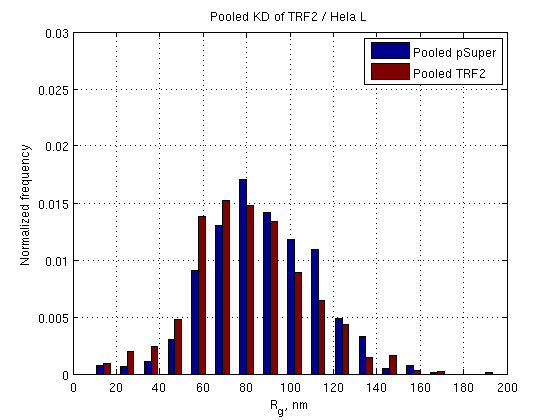 Pooled KD of TRF2 / Hela L
0.03
0.025
0.02
0.015
0.01
0.005
0
Normalized frequency
Pooled pSuper
Pooled TRF2
0 20 40 60 80 100 120 140 160 180 200
Rg, nm